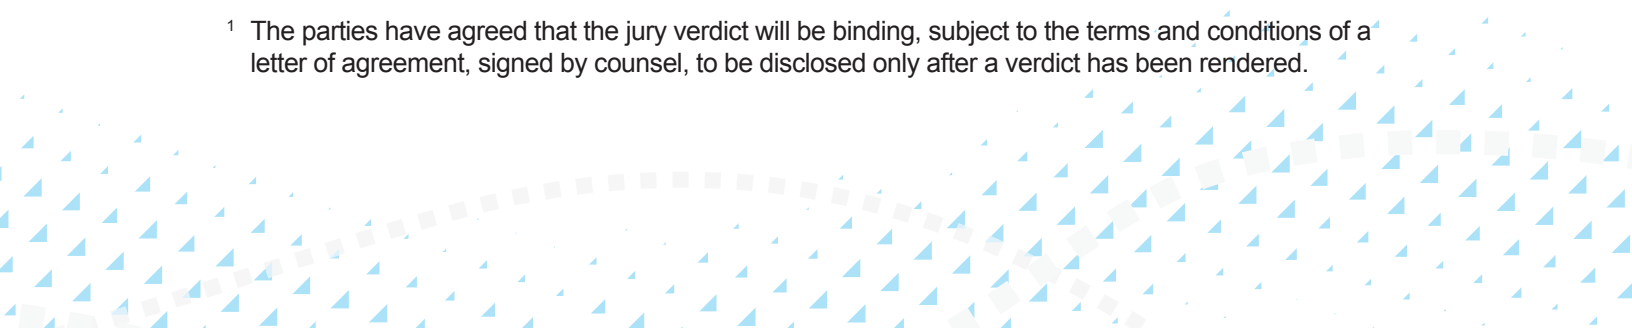 1 The parties have agreed that the jury verdict will be binding, subject to the terms and conditions of a
letter of agreement, signed by counsel, to be disclosed only after a verdict has been rendered.